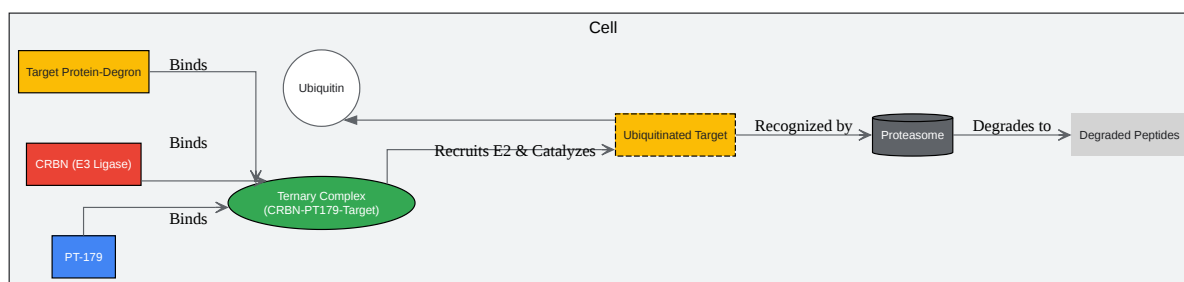 Cell
Target Protein-Degron
Binds
Ubiquitin
CRBN (E3 Ligase)
Binds
Recruits E2 & Catalyzes
Ubiquitinated Target
Recognized by
Proteasome
Degrades to
Degraded Peptides
Ternary Complex
(CRBN-PT179-Target)
Binds
PT-179